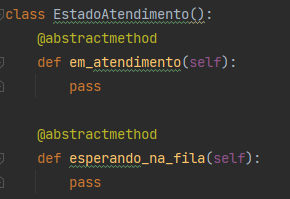 class EstadoAtendimento():
    @abstractmethod
    def em_atendimento(self):
        pass

    @abstractmethod
    def esperando_na_fila(self):
        pass